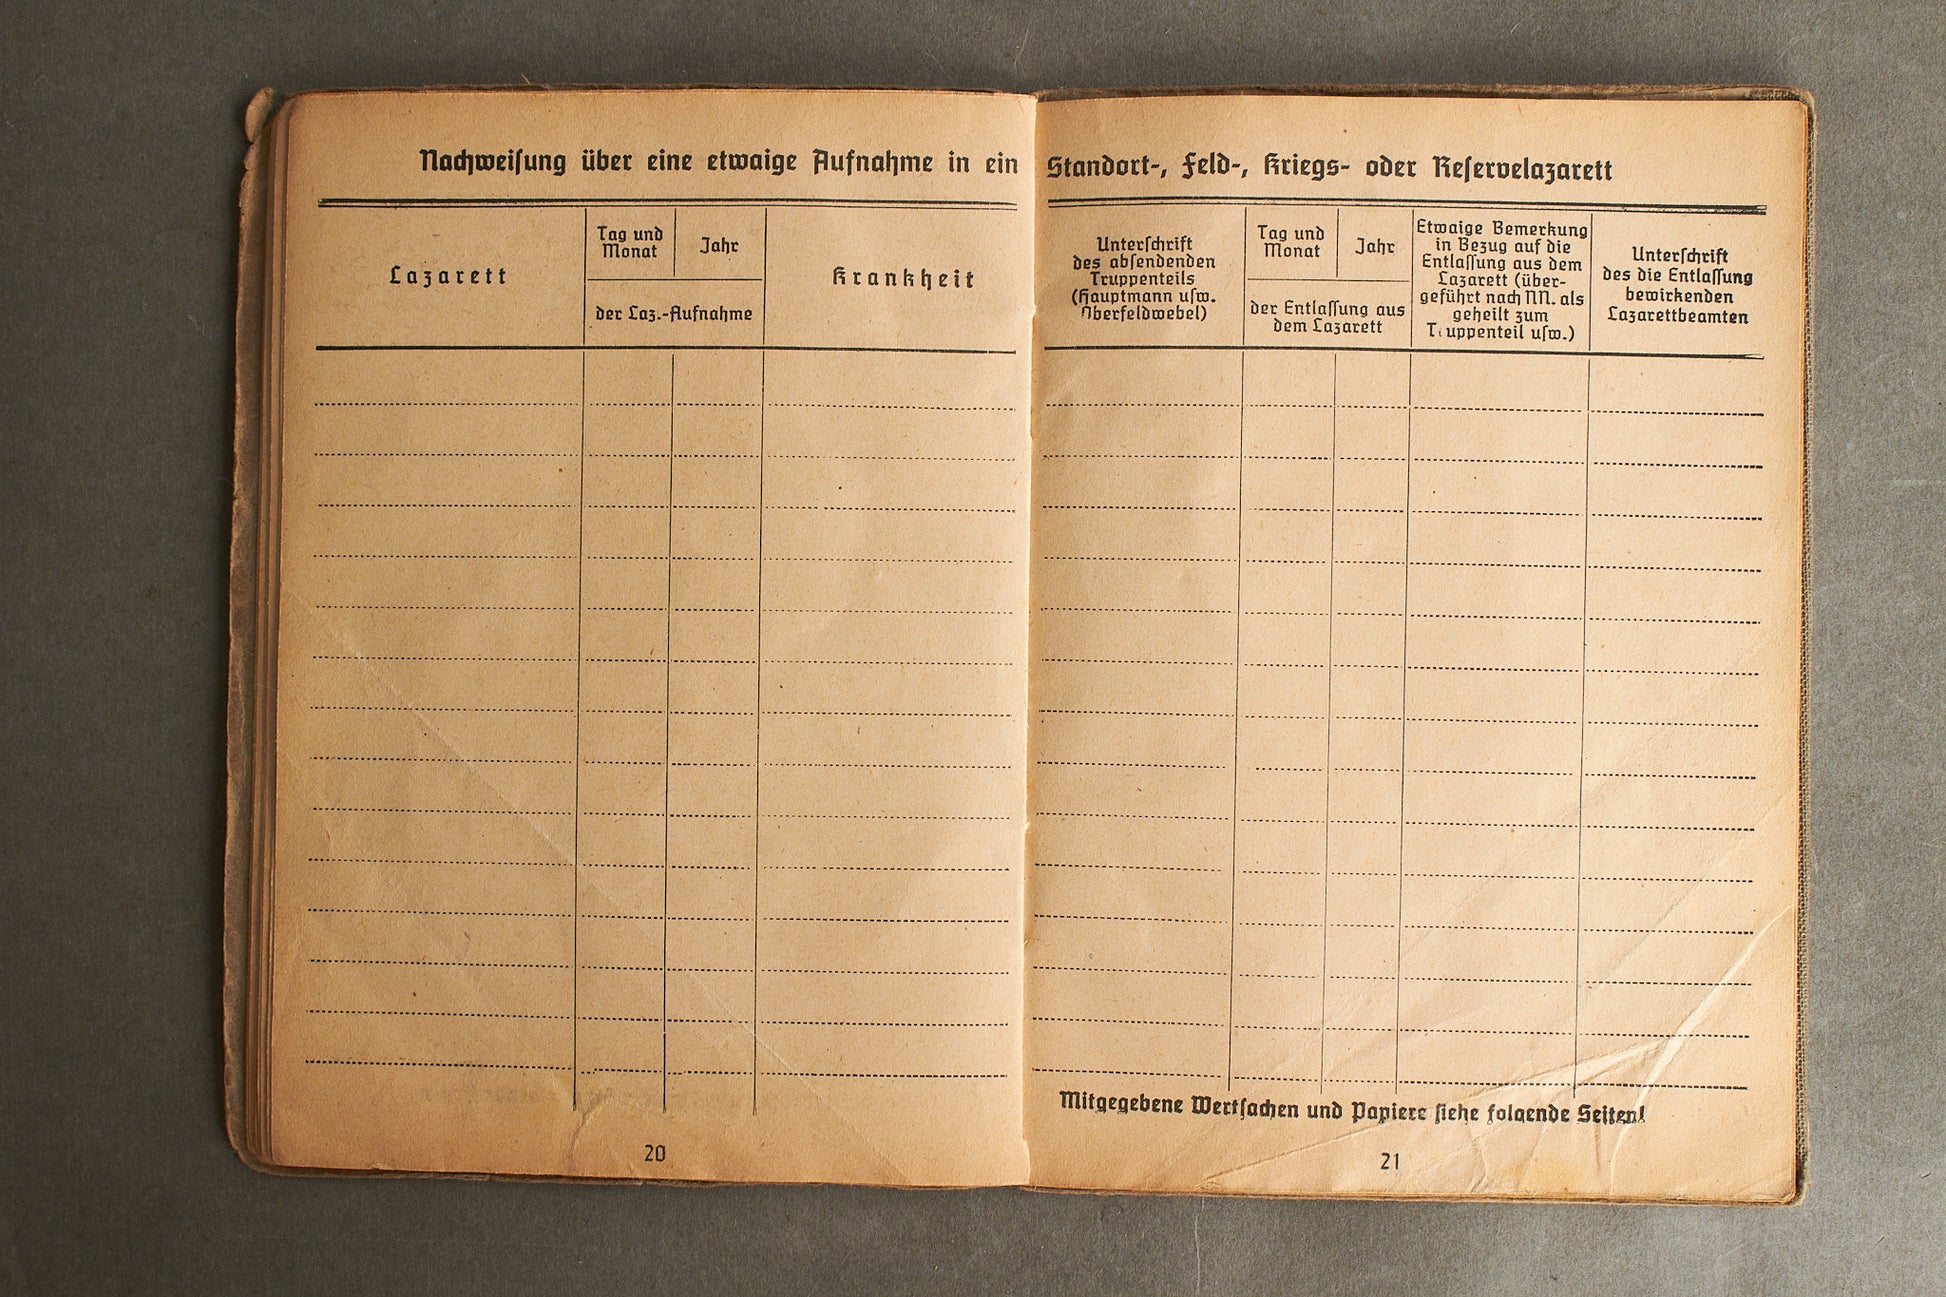 Nachweiſung über eine etwaige Aufnahme in ein Standort-, Feld-, Kriegs- oder Reſervelazarett
Lazarett
Tag und
Monat
Jahr
der Laz.-Aufnahme
Krankheit
Unterſchrift
des abſendenden
Truppenteils
(Hauptmann uſw.
Oberfeldwebel)
Tag und
Monat
Jahr
der Entlaſſung aus
dem Lazarett
Etwaige Bemerkung
in Bezug auf die
Entlaſſung aus dem
Lazarett (über-
geführt nach NN. als
geheilt zum
Truppenteil uſw.)
Unterſchrift
des die Entlaſſung
bewirkenden
Lazarettbeamten
Mitgegebene Wertſachen und Papiere ſiehe folgende Seiten!
20
21